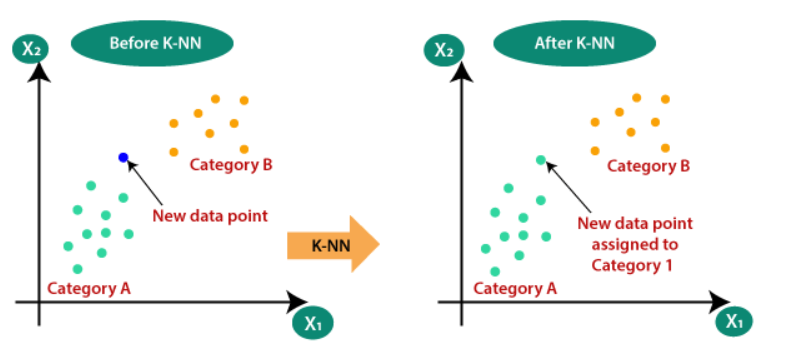 Before K-NN
X₂
Category B
New data point
Category A
X₁
K-NN
After K-NN
X₂
Category B
New data point
assigned to
Category 1
Category A
X₁